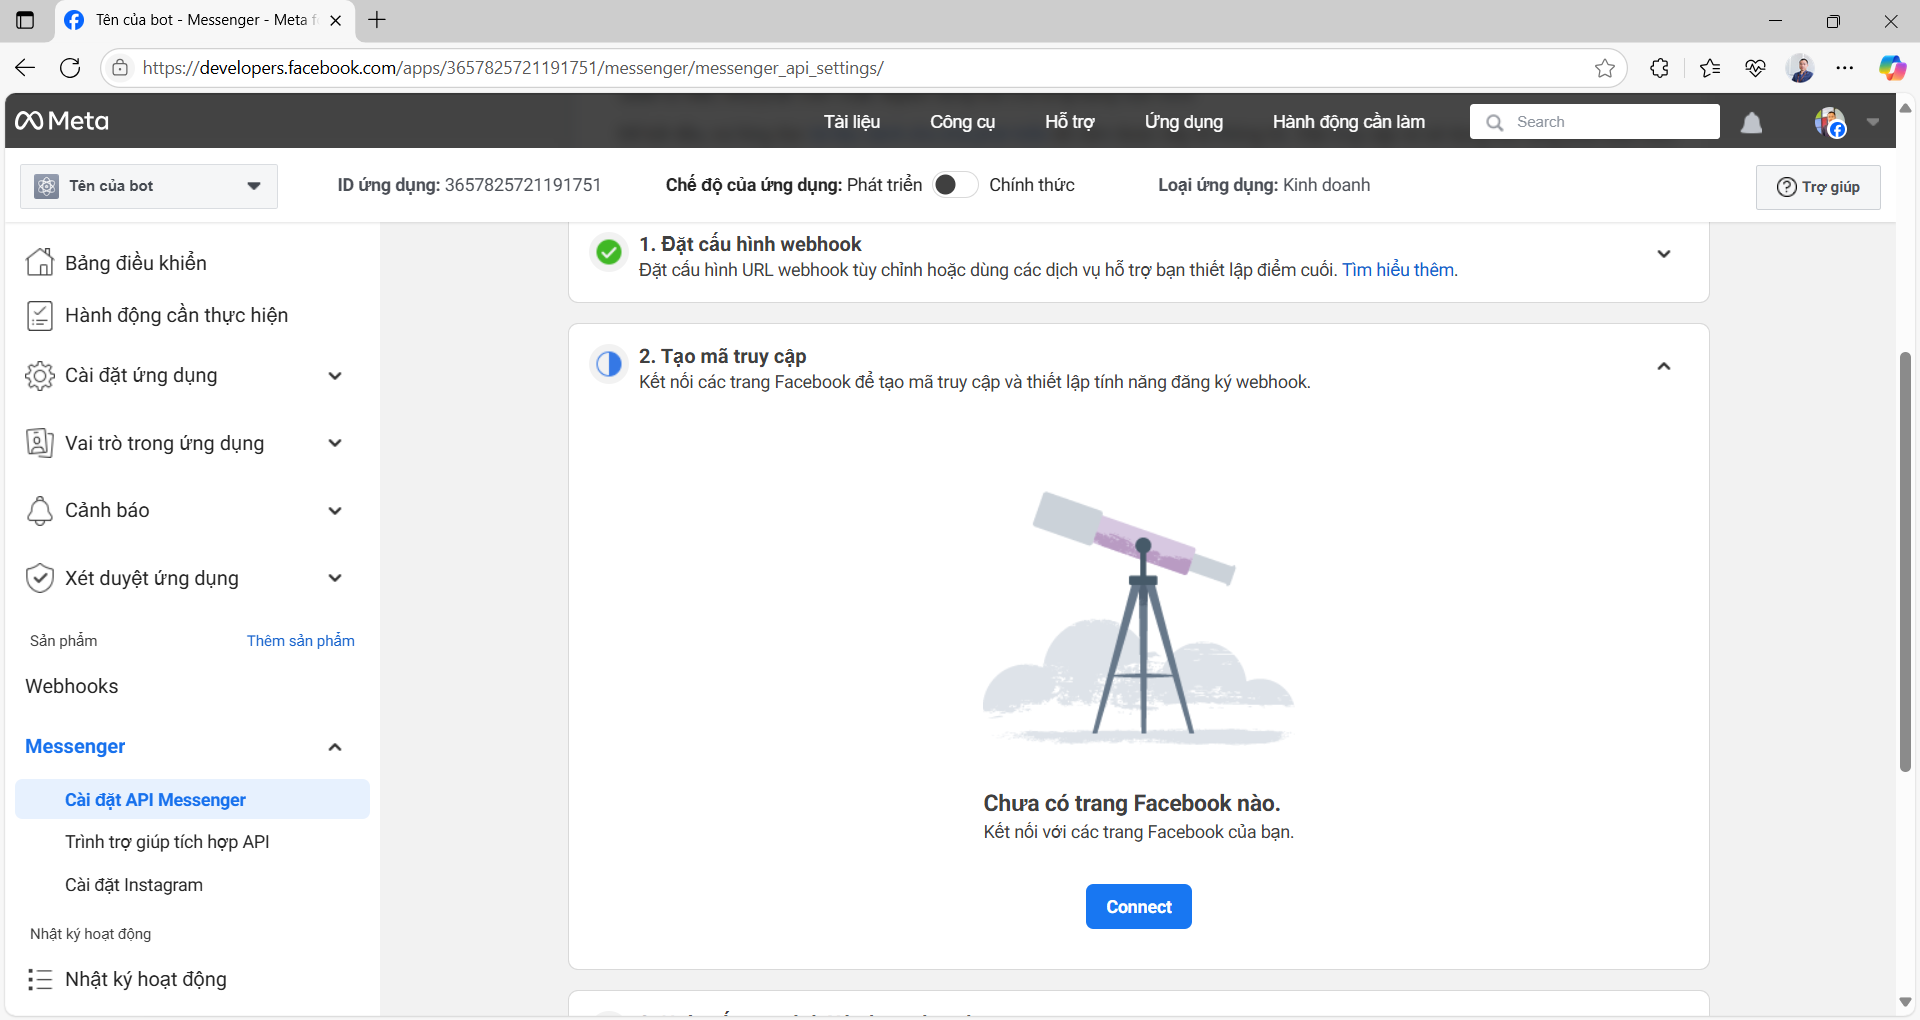 Tên của bot - Messenger - Meta f
https://developers.facebook.com/apps/3657825721191751/messenger/messenger_api_settings/
Meta
Tài liệu
Công cụ
Hỗ trợ
Ứng dụng
Hành động cần làm
Search
Tên của bot
ID ứng dụng: 3657825721191751
Chế độ của ứng dụng: Phát triển
Chính thức
Loại ứng dụng: Kinh doanh
Trợ giúp
Bảng điều khiển
Hành động cần thực hiện
Cài đặt ứng dụng
Vai trò trong ứng dụng
Cảnh báo
Xét duyệt ứng dụng
Sản phẩm
Thêm sản phẩm
Webhooks
Messenger
Cài đặt API Messenger
Trình trợ giúp tích hợp API
Cài đặt Instagram
Nhật ký hoạt động
Nhật ký hoạt động
1. Đặt cấu hình webhook
Đặt cấu hình URL webhook tùy chỉnh hoặc dùng các dịch vụ hỗ trợ bạn thiết lập điểm cuối. Tìm hiểu thêm.
2. Tạo mã truy cập
Kết nối các trang Facebook để tạo mã truy cập và thiết lập tính năng đăng ký webhook.
Chưa có trang Facebook nào.
Kết nối với các trang Facebook của bạn.
Connect